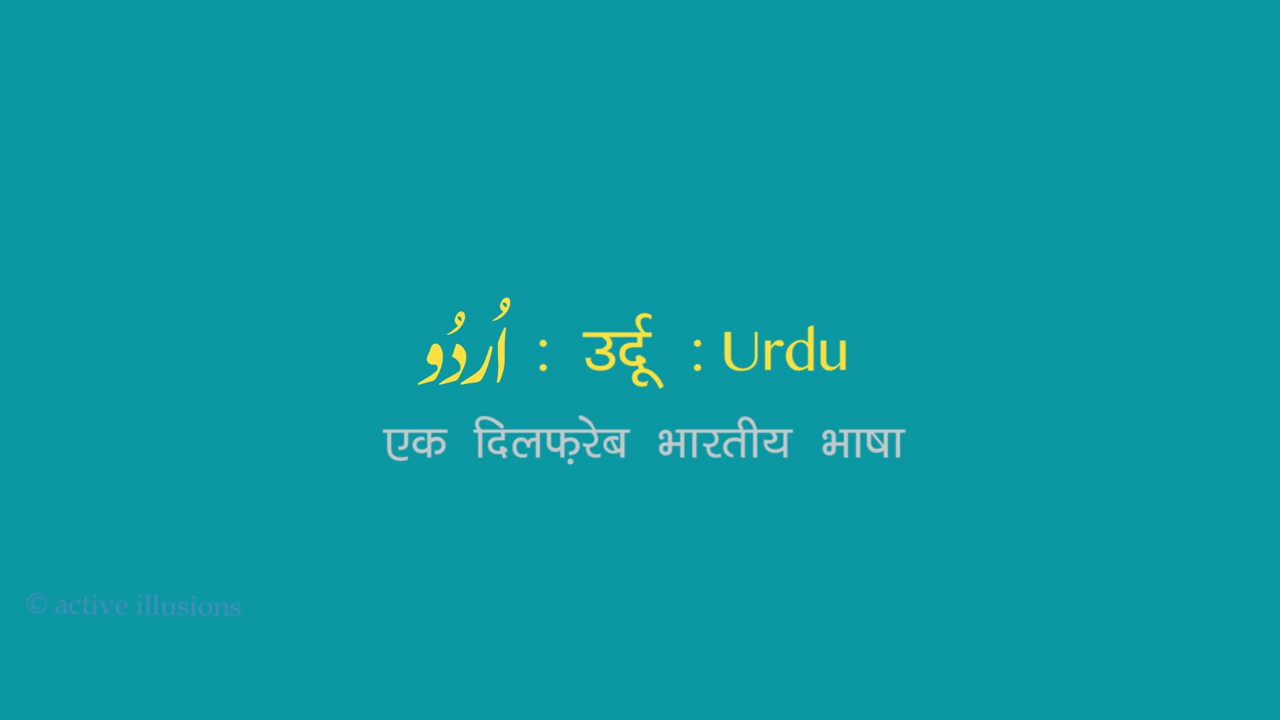 اُردُو : उर्दू : Urdu
एक दिलफ़रेब भारतीय भाषा
© active illusions